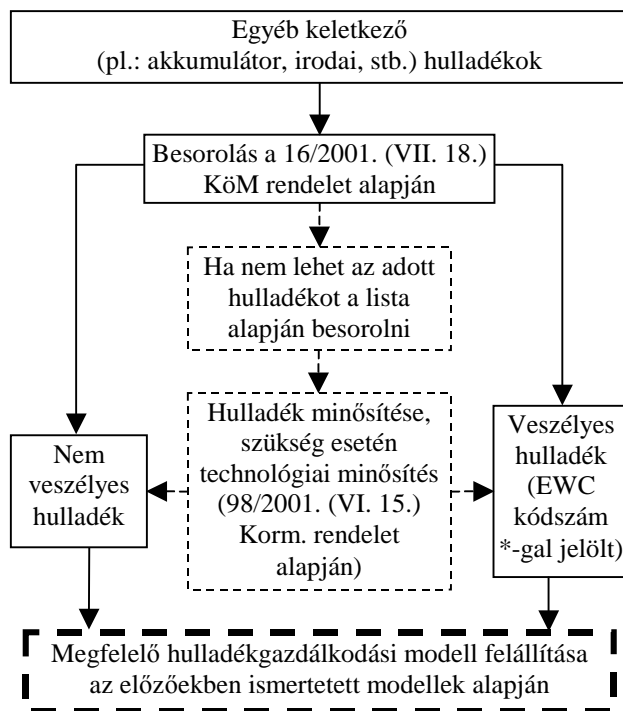 Egyéb keletkező
(pl.: akkumulátor, irodai, stb.) hulladékok
Besorolás a 16/2001. (VII. 18.)
KöM rendelet alapján
Ha nem lehet az adott
hulladékot a lista
alapján besorolni
Hulladék minősítése,
szükség esetén
technológiai minősítés
(98/2001. (VI. 15.)
Korm. rendelet
alapján)
Nem
veszélyes
hulladék
Veszélyes
hulladék
(EWC
kódszám
*-gal jelölt)
Megfelelő hulladékgazdálkodási modell felállítása
az előzőekben ismertetett modellek alapján